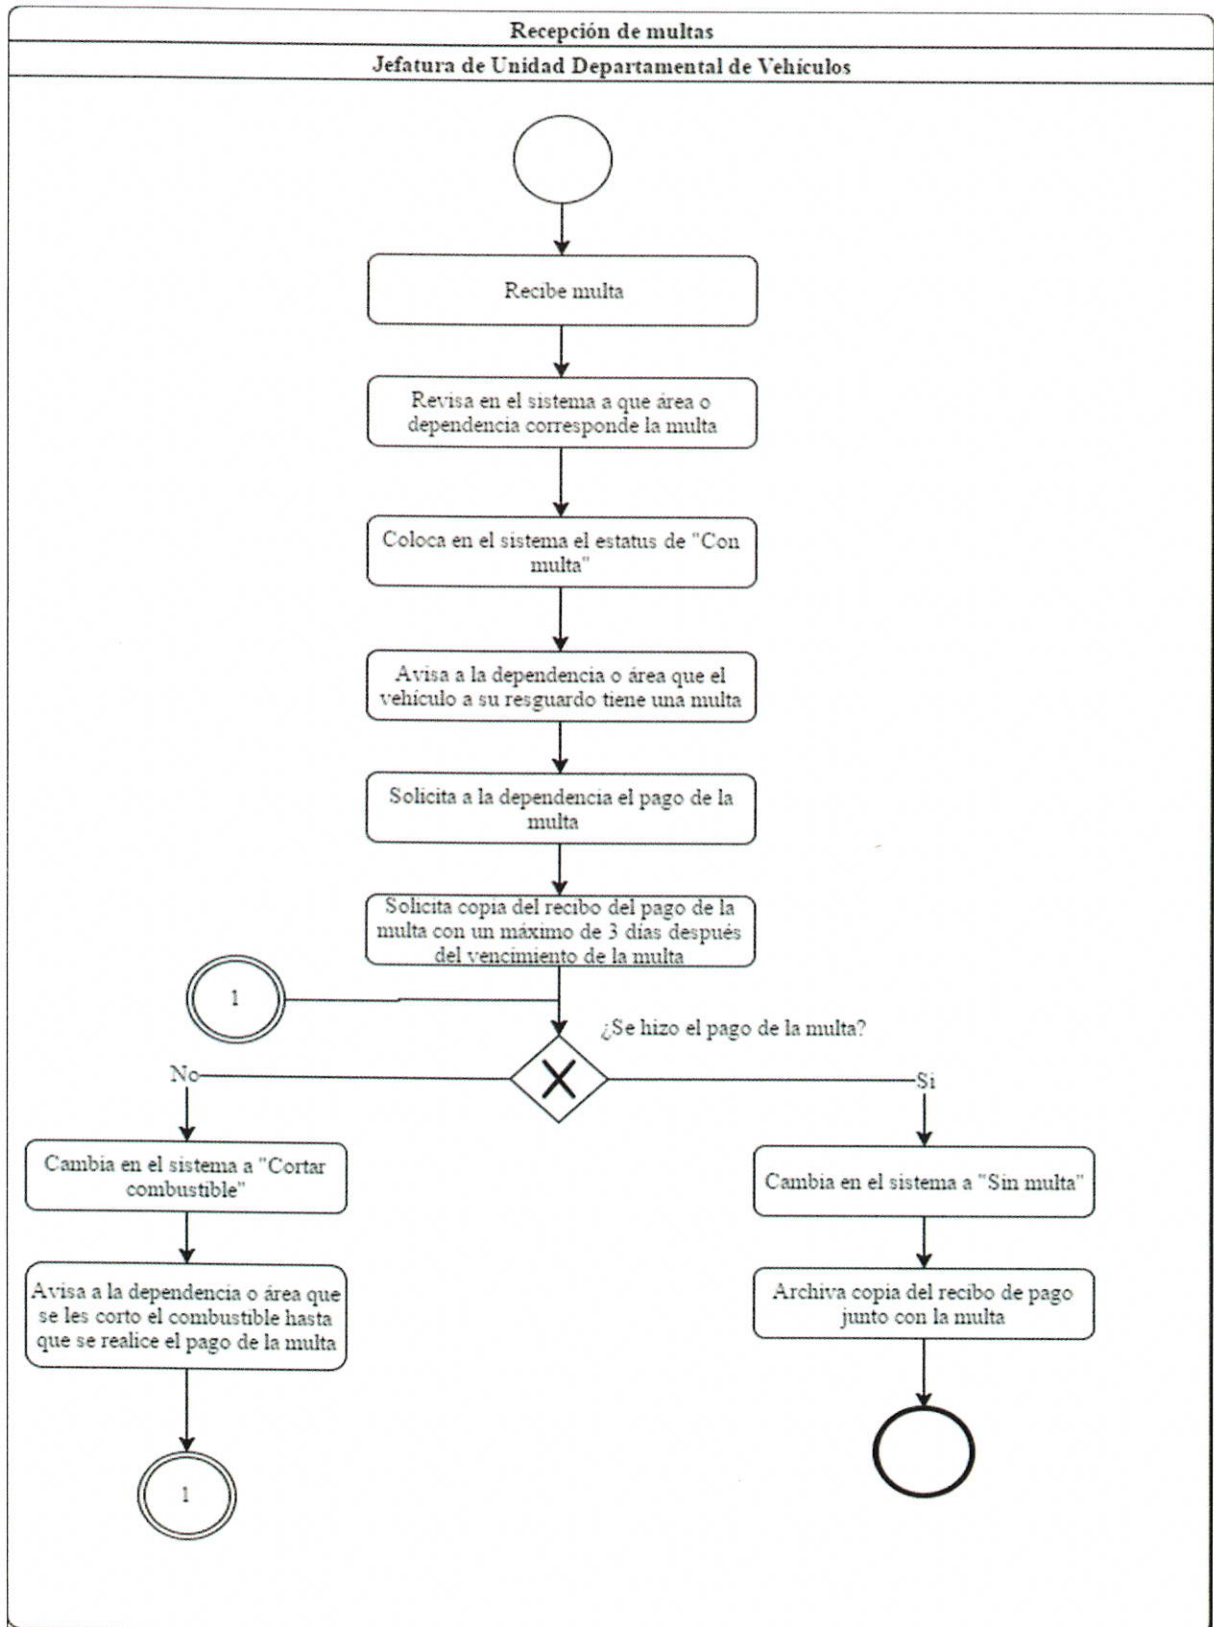 Recepción de multas
Jefatura de Unidad Departamental de Vehículos
Recibe multa
Revisa en el sistema a que área o
dependencia corresponde la multa
Coloca en el sistema el estatus de "Con
multa"
Avisa a la dependencia o área que el
vehículo a su resguardo tiene una multa
Solicita a la dependencia el pago de la
multa
Solicita copia del recibo del pago de la
multa con un máximo de 3 días después
del vencimiento de la multa
1
¿Se hizo el pago de la multa?
No
Si
Cambia en el sistema a "Cortar
combustible"
Avisa a la dependencia o área que
se les corto el combustible hasta
que se realice el pago de la multa
1
Cambia en el sistema a "Sin multa"
Archiva copia del recibo de pago
junto con la multa